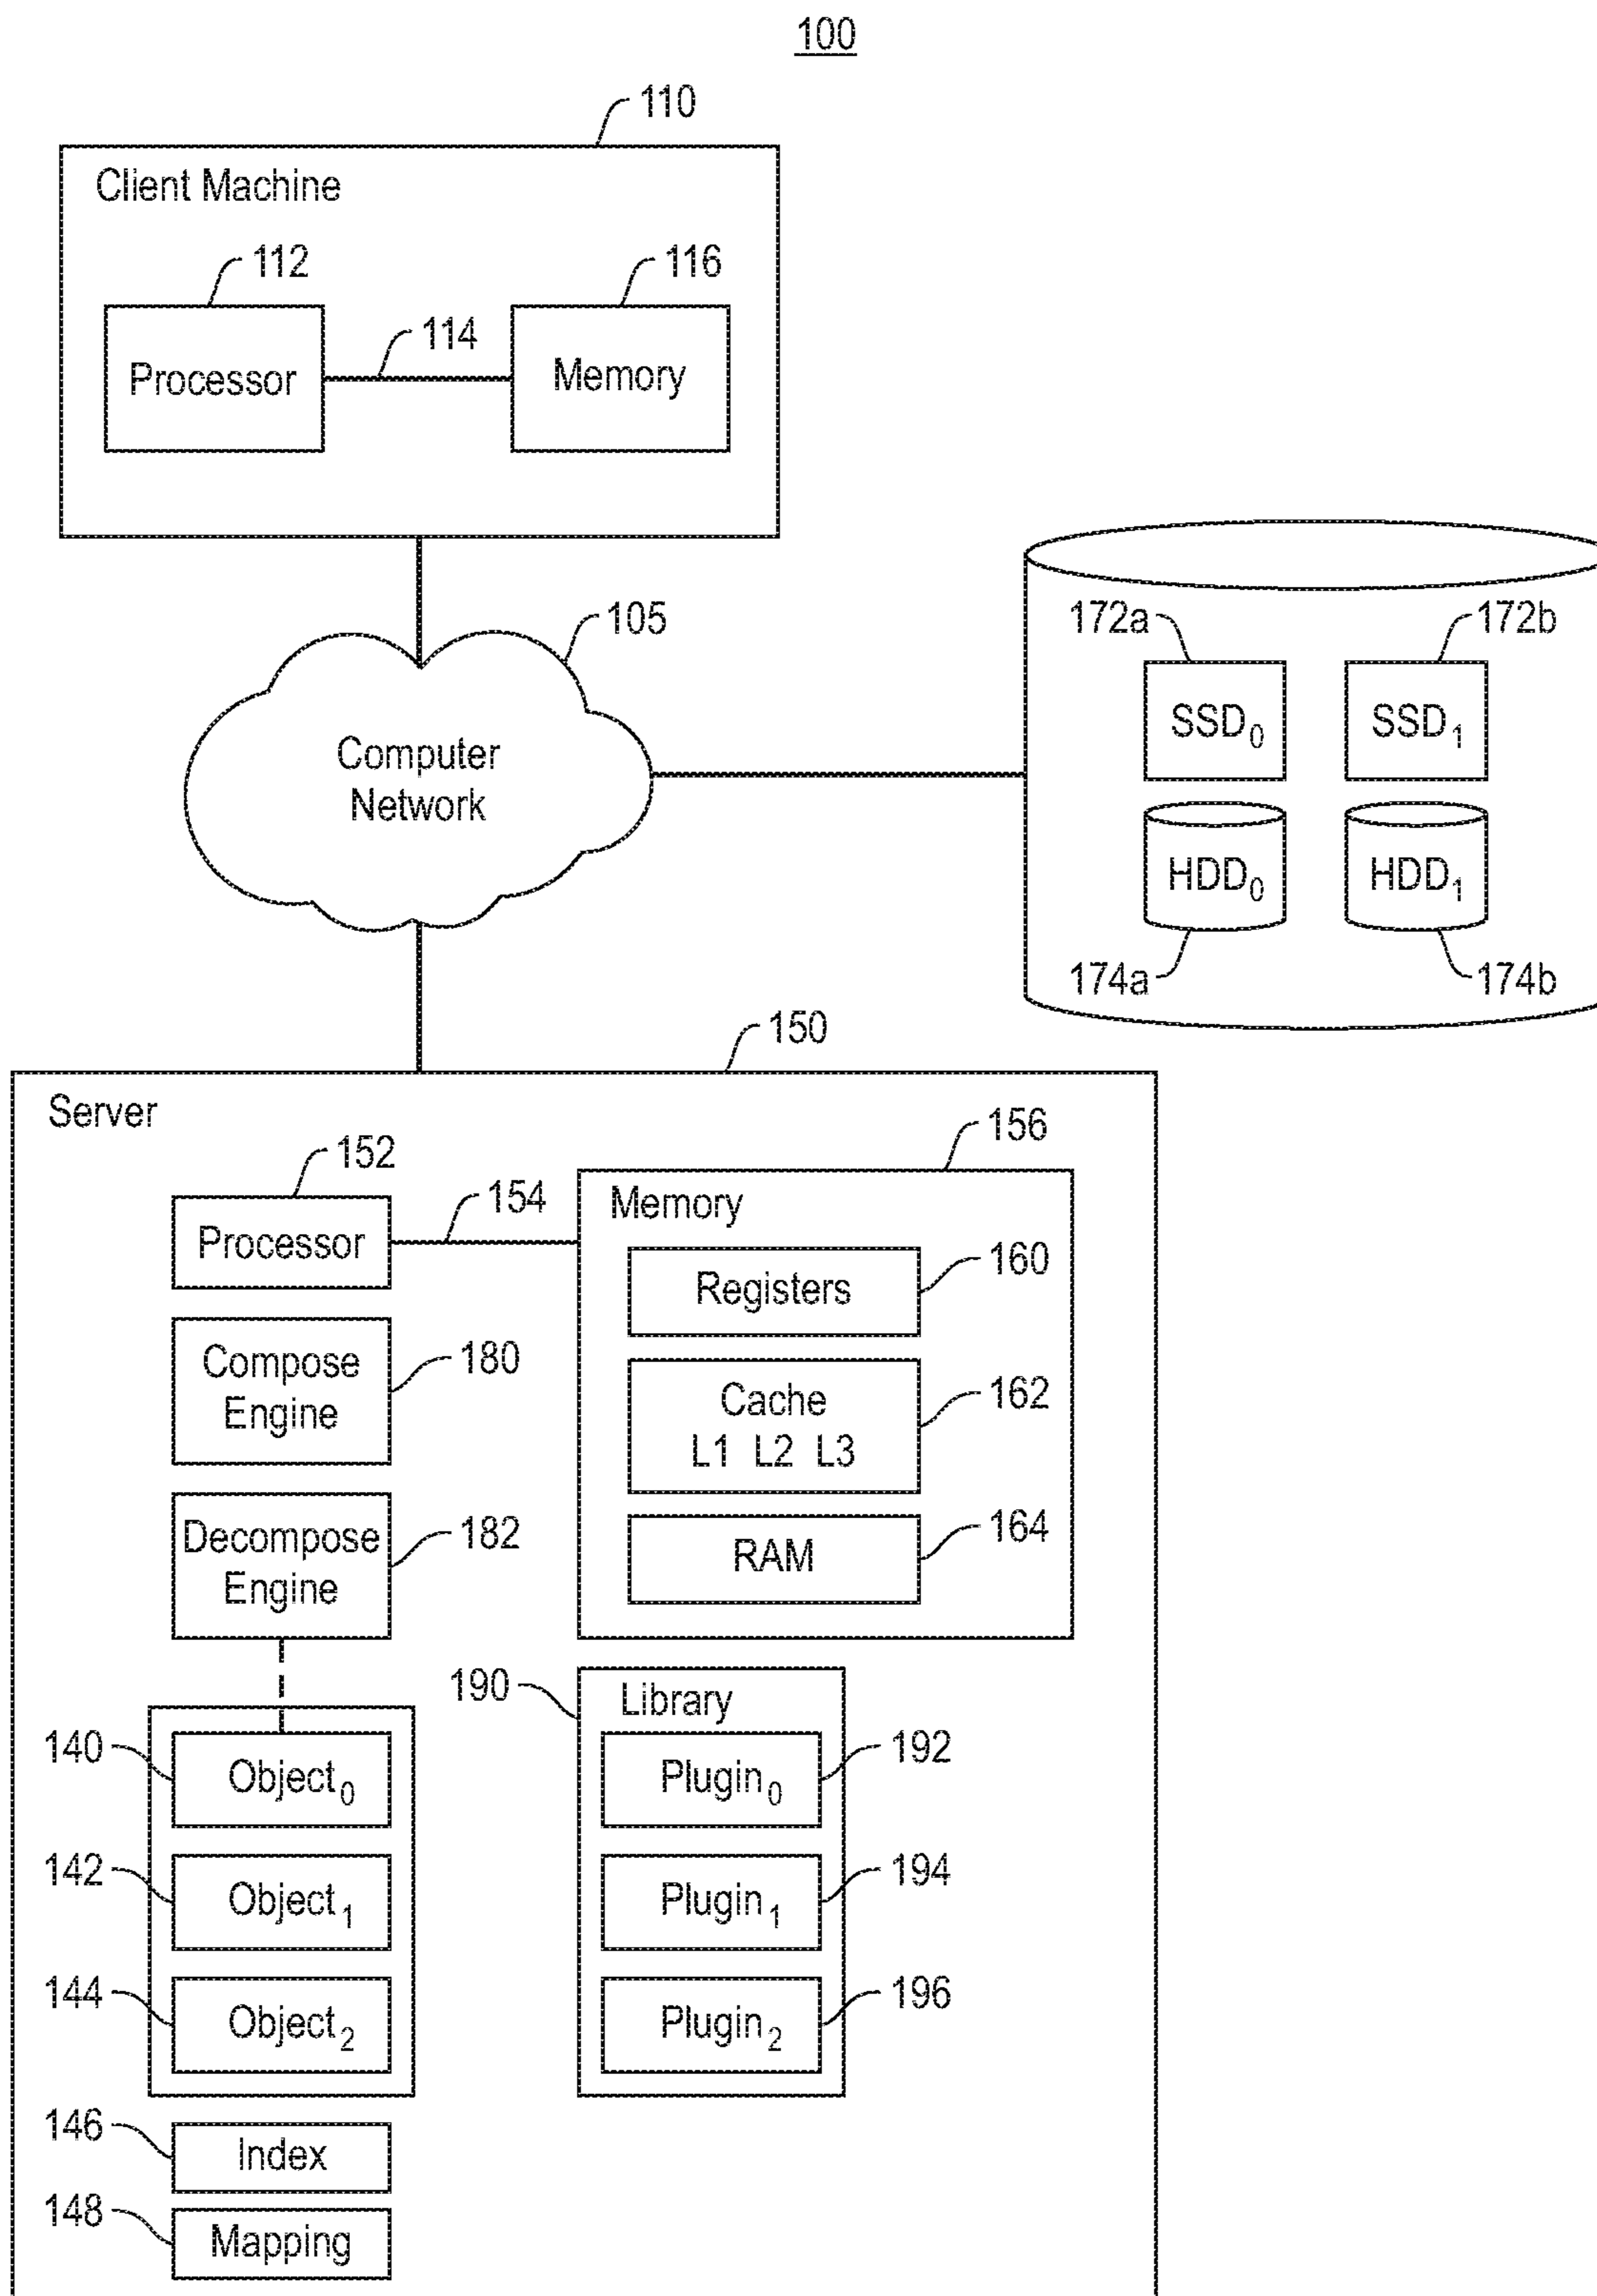 100
110
Client Machine
112
116
114
Processor
Memory
105
172a
172b
SSD0
SSD1
Computer
Network
HDD0
HDD1
174a
174b
150
Server
156
152
154
Memory
Processor
160
Registers
Compose
Engine
180
Cache
L1 L2 L3
162
Decompose
Engine
182
RAM
164
190
Library
140
Object0
Plugin0
192
142
Object1
Plugin1
194
144
Object2
Plugin2
196
146
Index
148
Mapping